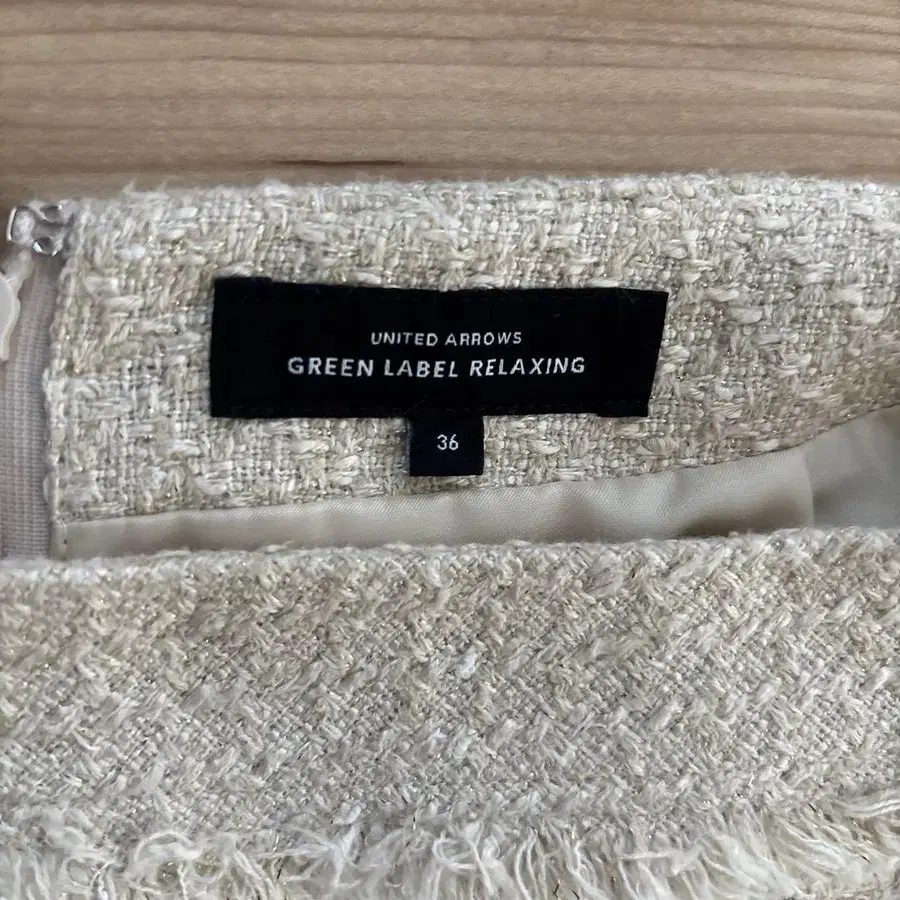 UNITED ARROWS
GREEN LABEL RELAXING
36